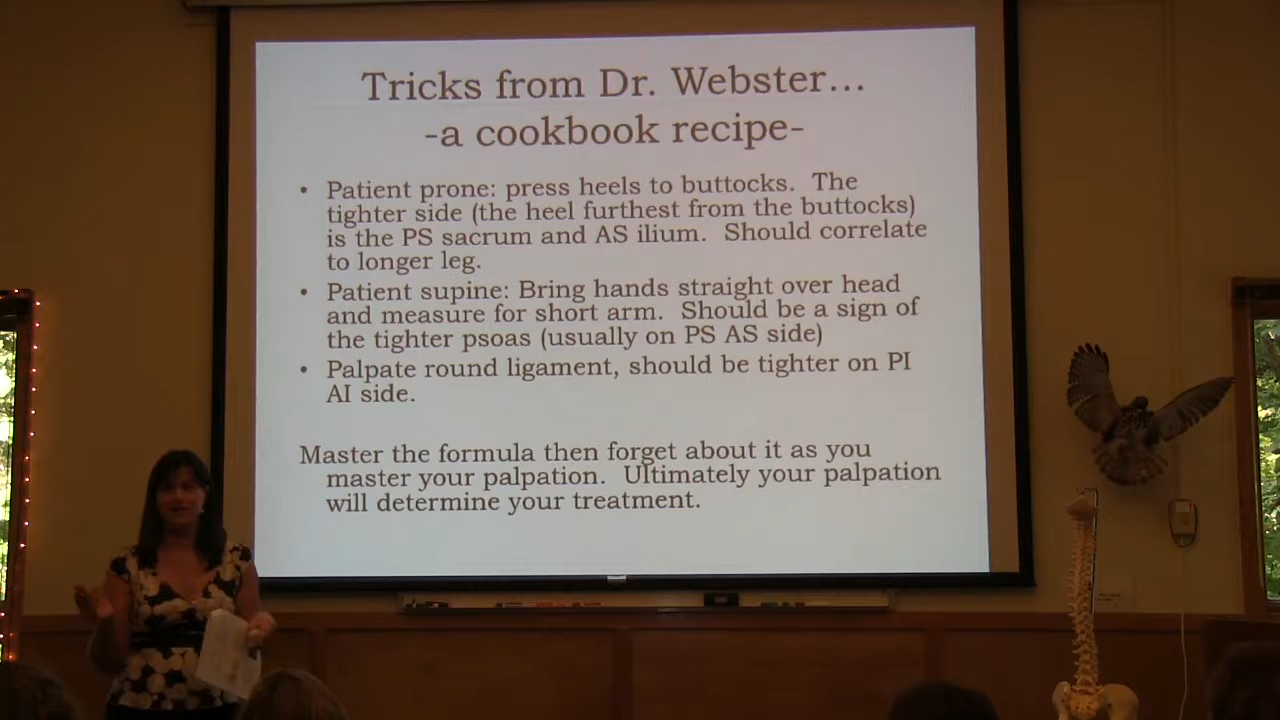 Tricks from Dr. Webster...
-a cookbook recipe-
• Patient prone: press heels to buttocks. The
tighter side (the heel furthest from the buttocks)
is the PS sacrum and AS ilium. Should correlate
to longer leg.
• Patient supine: Bring hands straight over head
and measure for short arm. Should be a sign of
the tighter psoas (usually on PS AS side)
• Palpate round ligament, should be tighter on PI
AI side.
Master the formula then forget about it as you
master your palpation. Ultimately your palpation
will determine your treatment.